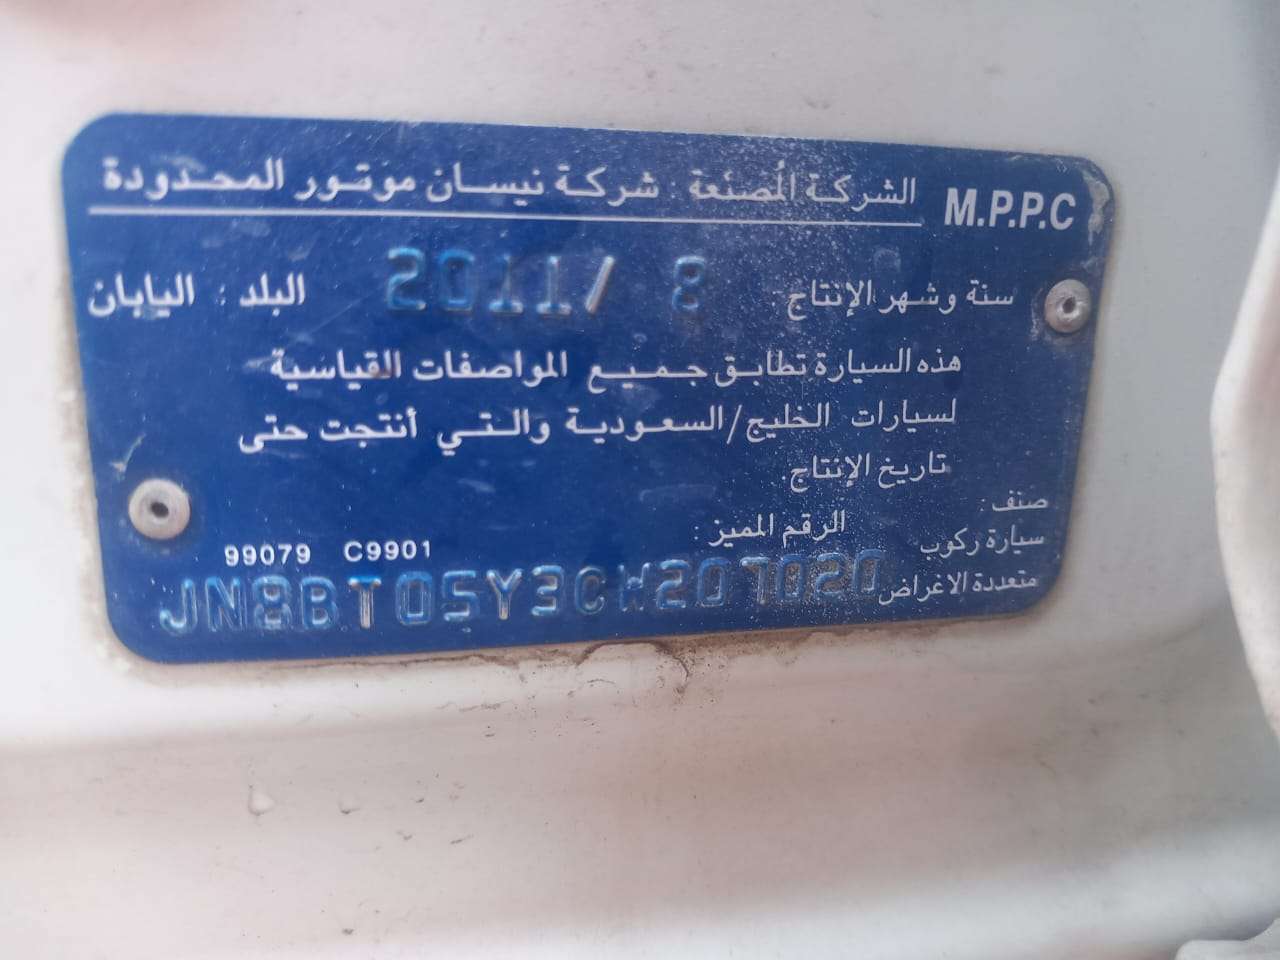 M.P.P.C الشركة المُصنعة : شركة نيسان موتور المحدودة
سنة وشهر الإنتاج : 2011/ 8 البلد : اليابان
هذه السيارة تطابق جميع المواصفات القياسية
لسيارات الخليج/السعودية والتي أنتجت حتى
تاريخ الإنتاج.
صنف :
سيارة ركوب
متعددة الاغراض
الرقم المميز :
99079 C9901
JN8BT05Y3CW207020